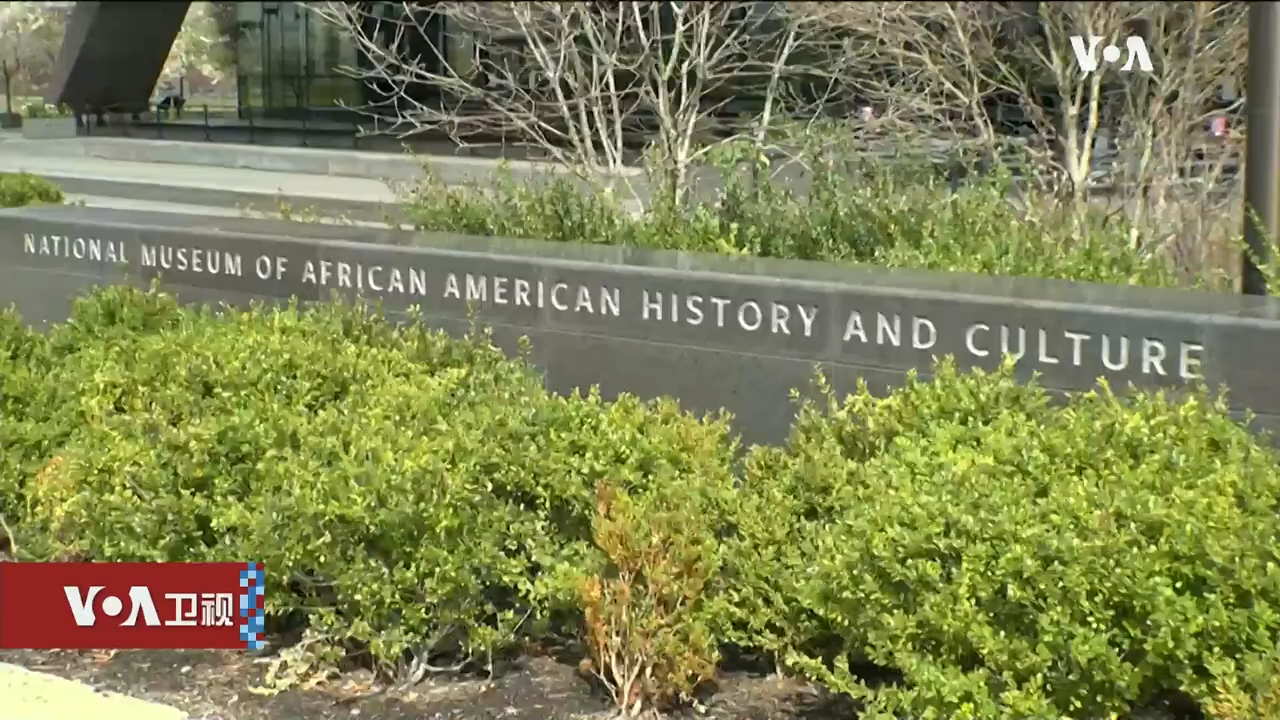 VOA
NATIONAL MUSEUM OF AFRICAN AMERICAN HISTORY AND CULTURE
VOA卫视